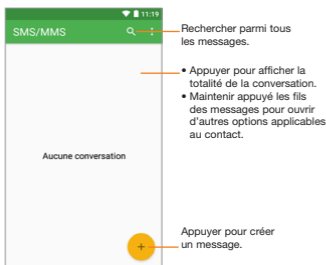 11:19
SMS/MMS
Rechercher parmi tous
les messages.
• Appuyer pour afficher la
totalité de la conversation.
• Maintenir appuyé les fils
des messages pour ouvrir
d'autres options applicables
au contact.
Aucune conversation
Appuyer pour créer
un message.